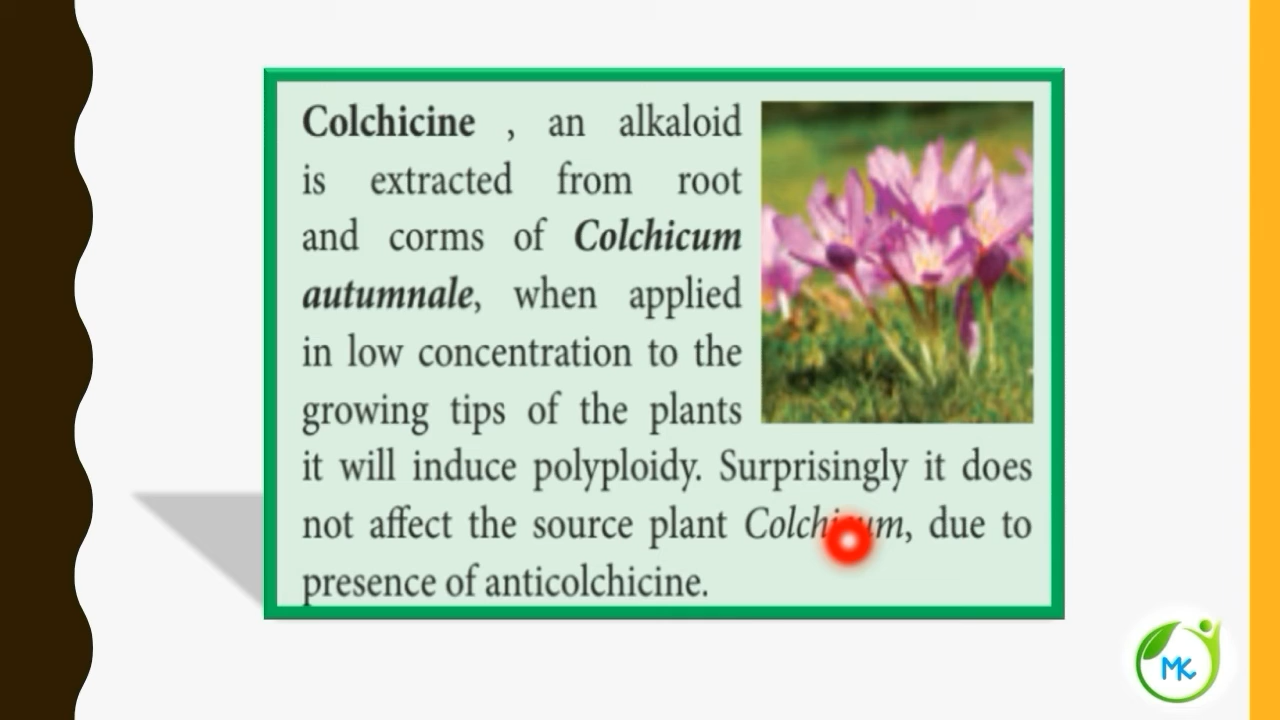 Colchicine , an alkaloid
is extracted from root
and corms of Colchicum
autumnale, when applied
in low concentration to the
growing tips of the plants
it will induce polyploidy. Surprisingly it does
not affect the source plant Colchicum, due to
presence of anticolchicine.
MK